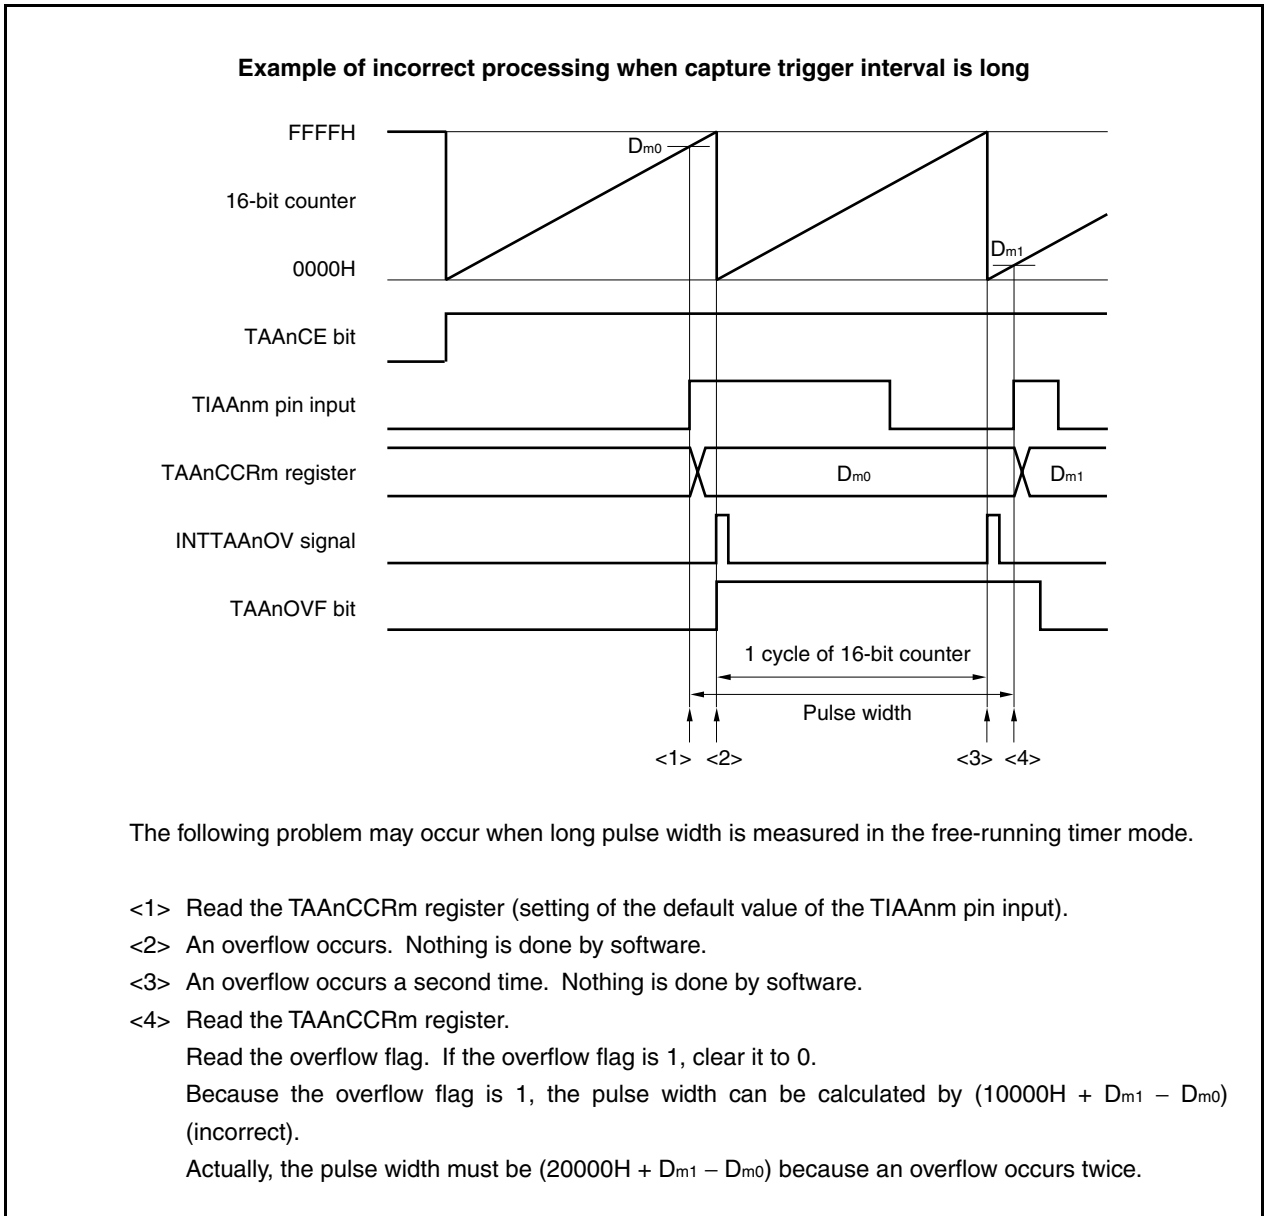 Example of incorrect processing when capture trigger interval is long
FFFFH
Dm0
16-bit counter
Dm1
0000H
TAAnCE bit
TIAAnm pin input
TAAnCCRm register
Dm0
Dm1
INTTAAnOV signal
TAAnOVF bit
1 cycle of 16-bit counter
Pulse width
<1> <2> <3> <4>
The following problem may occur when long pulse width is measured in the free-running timer mode.
<1> Read the TAAnCCRm register (setting of the default value of the TIAAnm pin input).
<2> An overflow occurs. Nothing is done by software.
<3> An overflow occurs a second time. Nothing is done by software.
<4> Read the TAAnCCRm register.
Read the overflow flag. If the overflow flag is 1, clear it to 0.
Because the overflow flag is 1, the pulse width can be calculated by (10000H + Dm1 − Dm0)
(incorrect).
Actually, the pulse width must be (20000H + Dm1 − Dm0) because an overflow occurs twice.